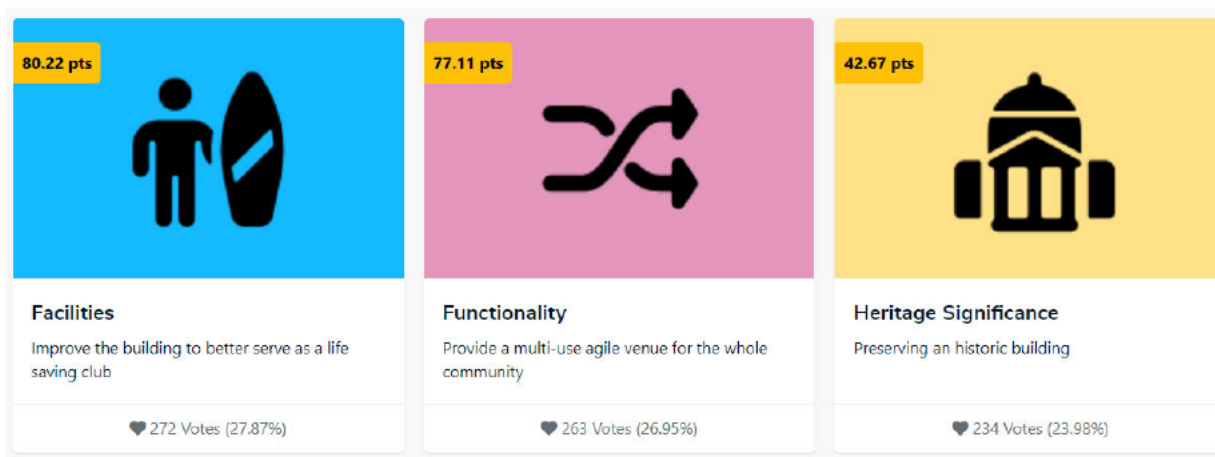 80.22 pts
Facilities
Improve the building to better serve as a life
saving club
272 Votes (27.87%)
77.11 pts
Functionality
Provide a multi-use agile venue for the whole
community
263 Votes (26.95%)
42.67 pts
Heritage Significance
Preserving an historic building
234 Votes (23.98%)